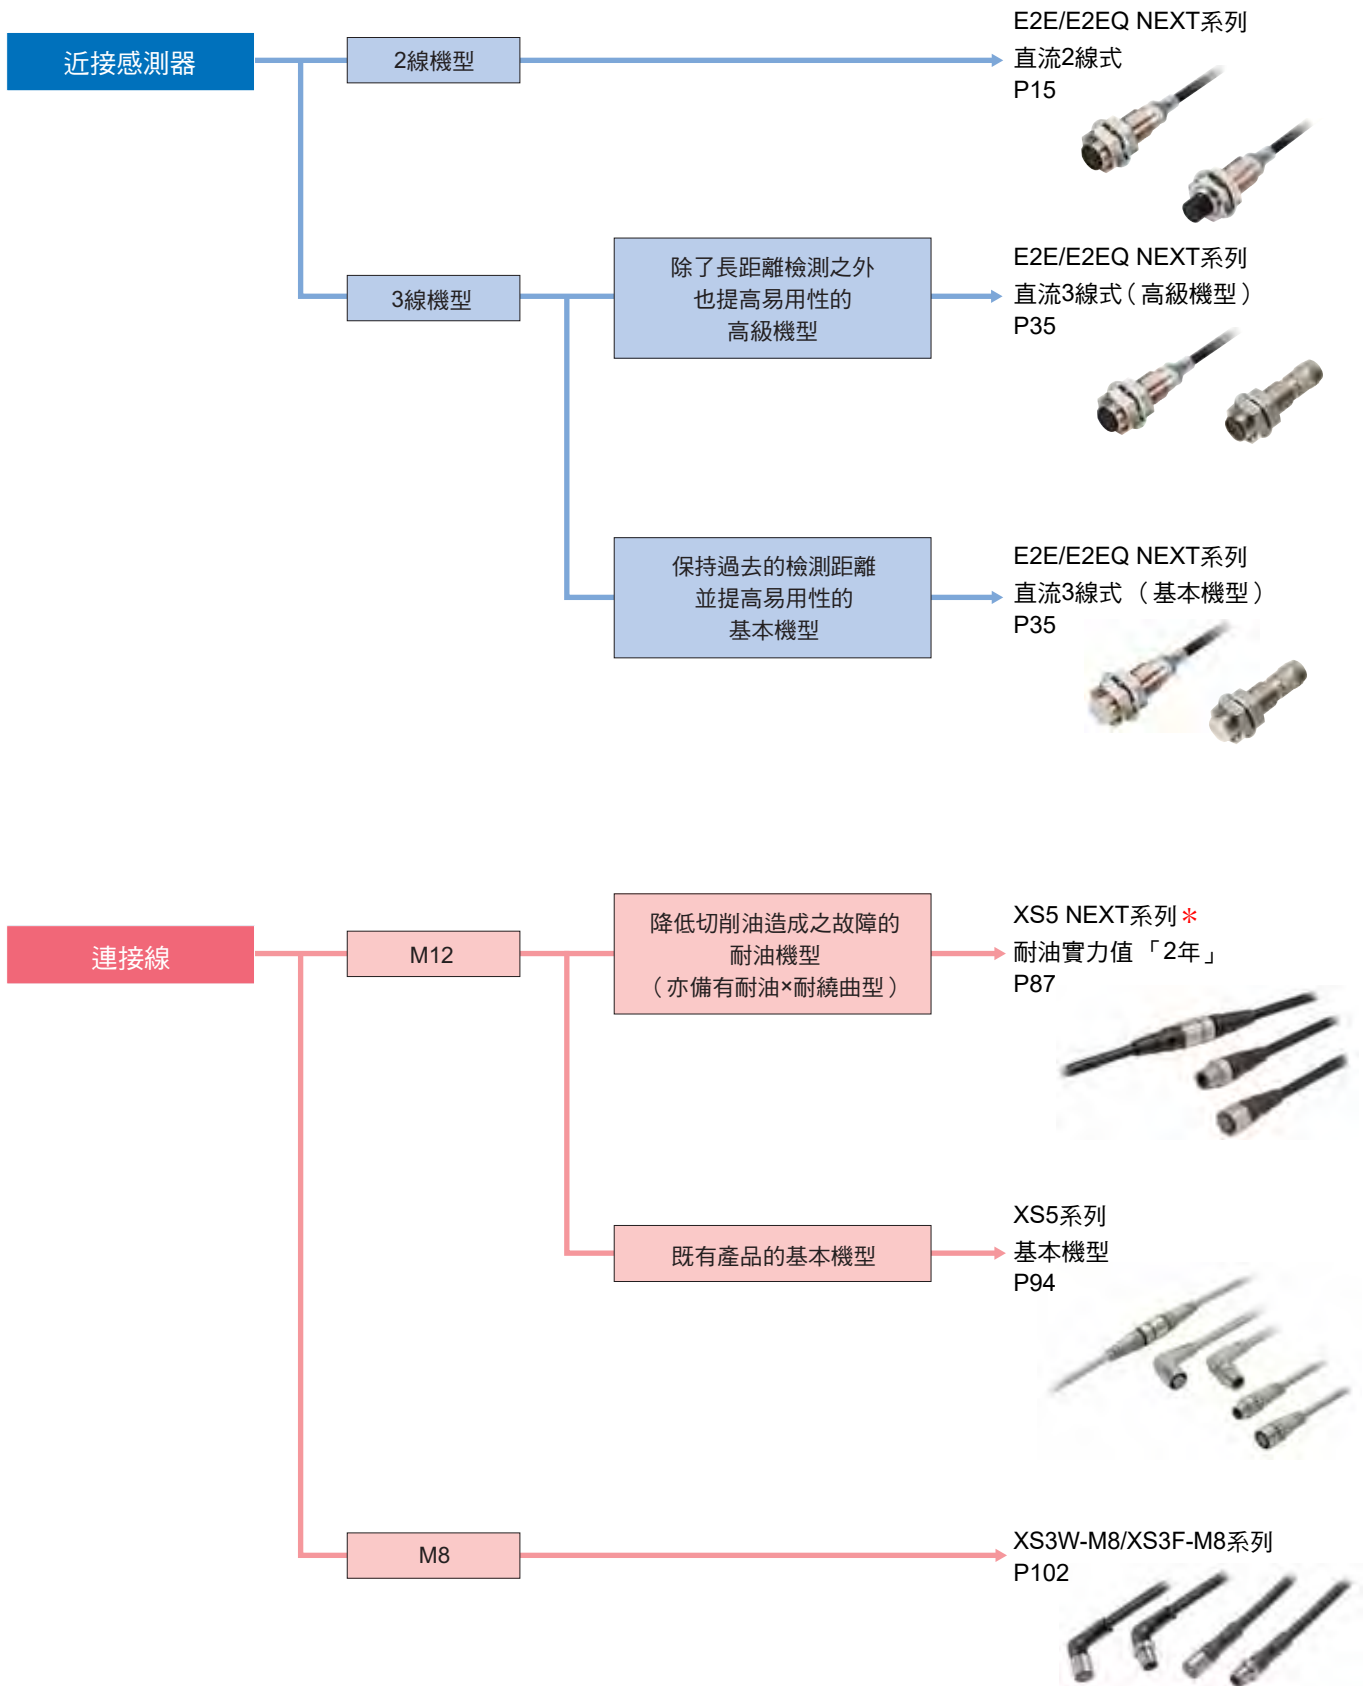 近接感測器
2線機型
E2E/E2EQ NEXT系列
直流2線式
P15
3線機型
除了長距離檢測之外
也提高易用性的
高級機型
E2E/E2EQ NEXT系列
直流3線式(高級機型)
P35
保持過去的檢測距離
並提高易用性的
基本機型
E2E/E2EQ NEXT系列
直流3線式 (基本機型)
P35
連接線
M12
降低切削油造成之故障的
耐油機型
(亦備有耐油×耐繞曲型)
XS5 NEXT系列*
耐油實力值「2年」
P87
既有產品的基本機型
XS5系列
基本機型
P94
M8
XS3W-M8/XS3F-M8系列
P102